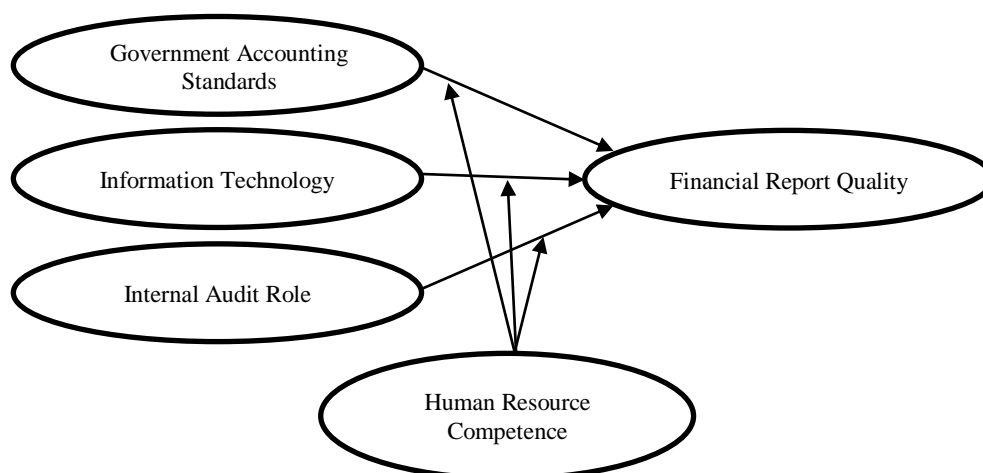 Government Accounting
Standards
Information Technology
Financial Report Quality
Internal Audit Role
Human Resource
Competence